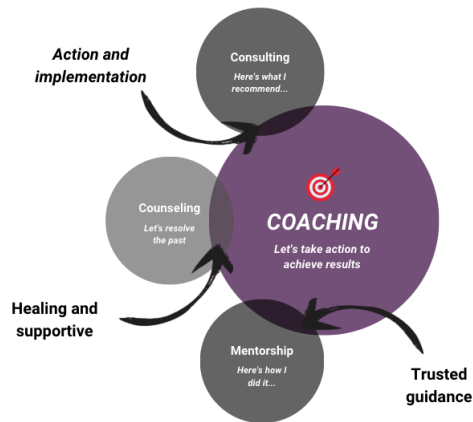 Action and
implementation
Consulting
Here's what I
recommend...
COACHING
Let's take action to
achieve results
Counseling
Let's resolve
the past
Healing and
supportive
Mentorship
Here's how I
did it...
Trusted
guidance